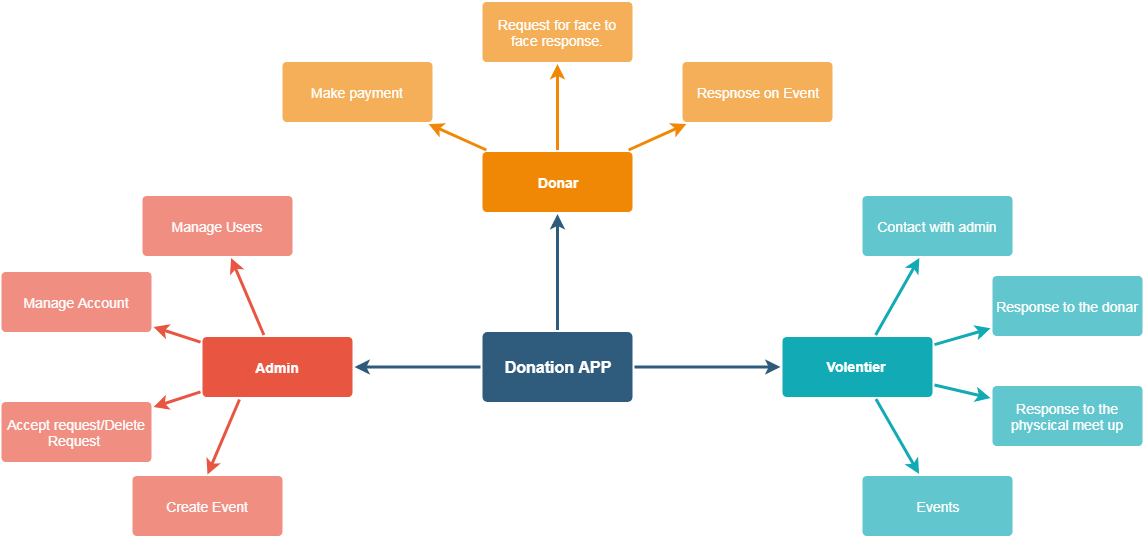 Request for face to
face response.
Make payment
Respnose on Event
Donar
Manage Users
Contact with admin
Manage Account
Response to the donar
Admin
Donation APP
Volentier
Accept request/Delete
Request
Response to the
physcical meet up
Create Event
Events